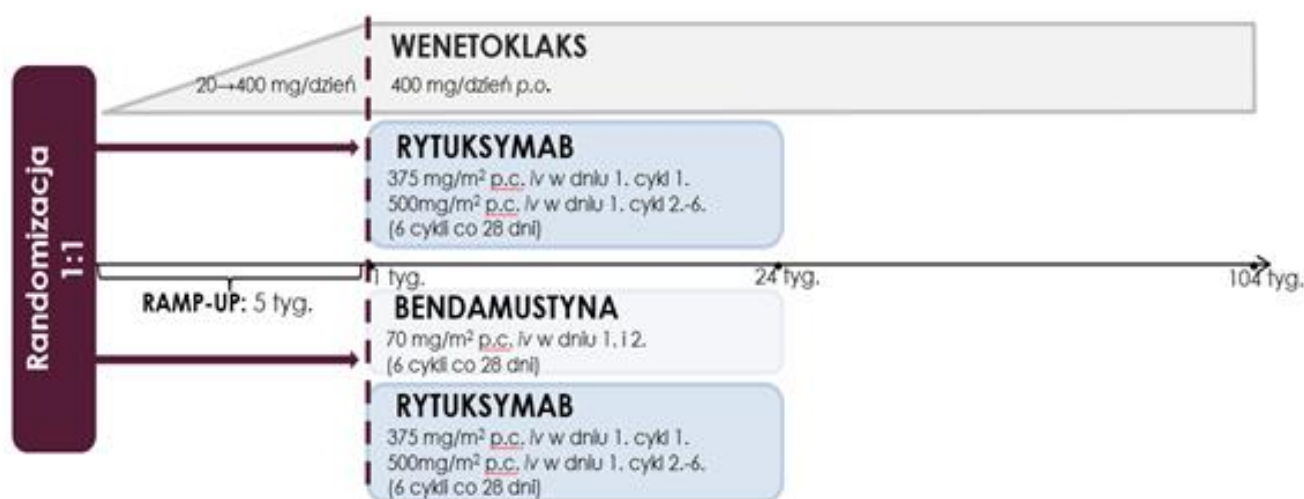 Randomizacja
1:1
WENETOKLAKS
20→400 mg/dzień
400 mg/dzień p.o.
RYTUKSYMAB
375 mg/m² p.c. iv w dniu 1. cykl 1.
500mg/m² p.c. iv w dniu 1. cykl 2.-6.
(6 cykli co 28 dni)
1 tyg.
24 tyg.
104 tyg.
RAMP-UP: 5 tyg.
BENDAMUSTYNA
70 mg/m² p.c. iv w dniu 1. i 2.
(6 cykli co 28 dni)
RYTUKSYMAB
375 mg/m² p.c. iv w dniu 1. cykl 1.
500mg/m² p.c. iv w dniu 1. cykl 2.-6.
(6 cykli co 28 dni)